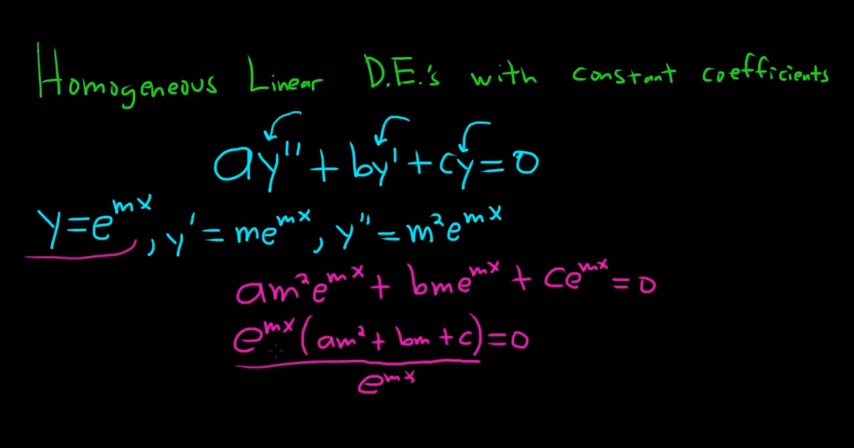 Homogeneous Linear D.E.'s with constant coefficients
ay'' + by' + cy = 0
y = e^{mx}, y' = me^{mx}, y'' = m²e^{mx}
am²e^{mx} + bme^{mx} + ce^{mx} = 0
e^{mx}(am² + bm + c) = 0
e^{mx}